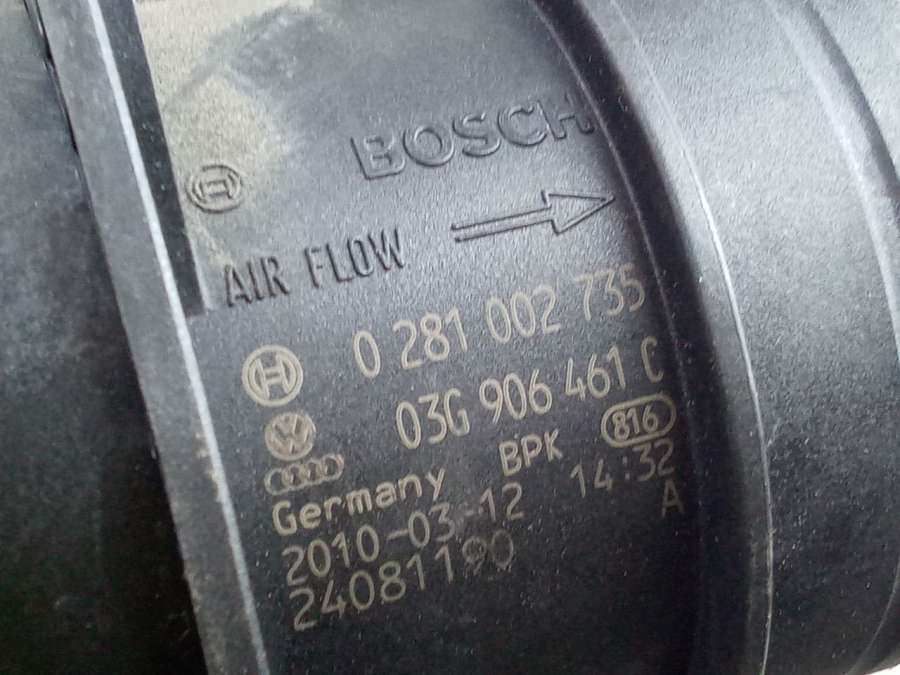 BOSCH
AIR FLOW
0 281 002 735
03G 906 461 C
Germany BPK 816
2010-03-12 14:32
24081190 A